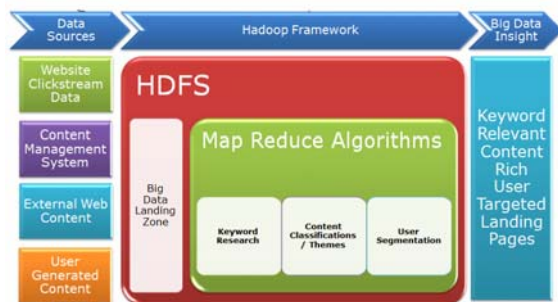 Data
Sources
Hadoop Framework
Big Data
Insight
Website
Clickstream
Data
Content
Management
System
External Web
Content
User
Generated
Content
HDFS
Big
Data
Landing
Zone
Map Reduce Algorithms
Keyword
Research
Content
Classifications
/ Themes
User
Segmentation
Keyword
Relevant
Content
Rich
User
Targeted
Landing
Pages